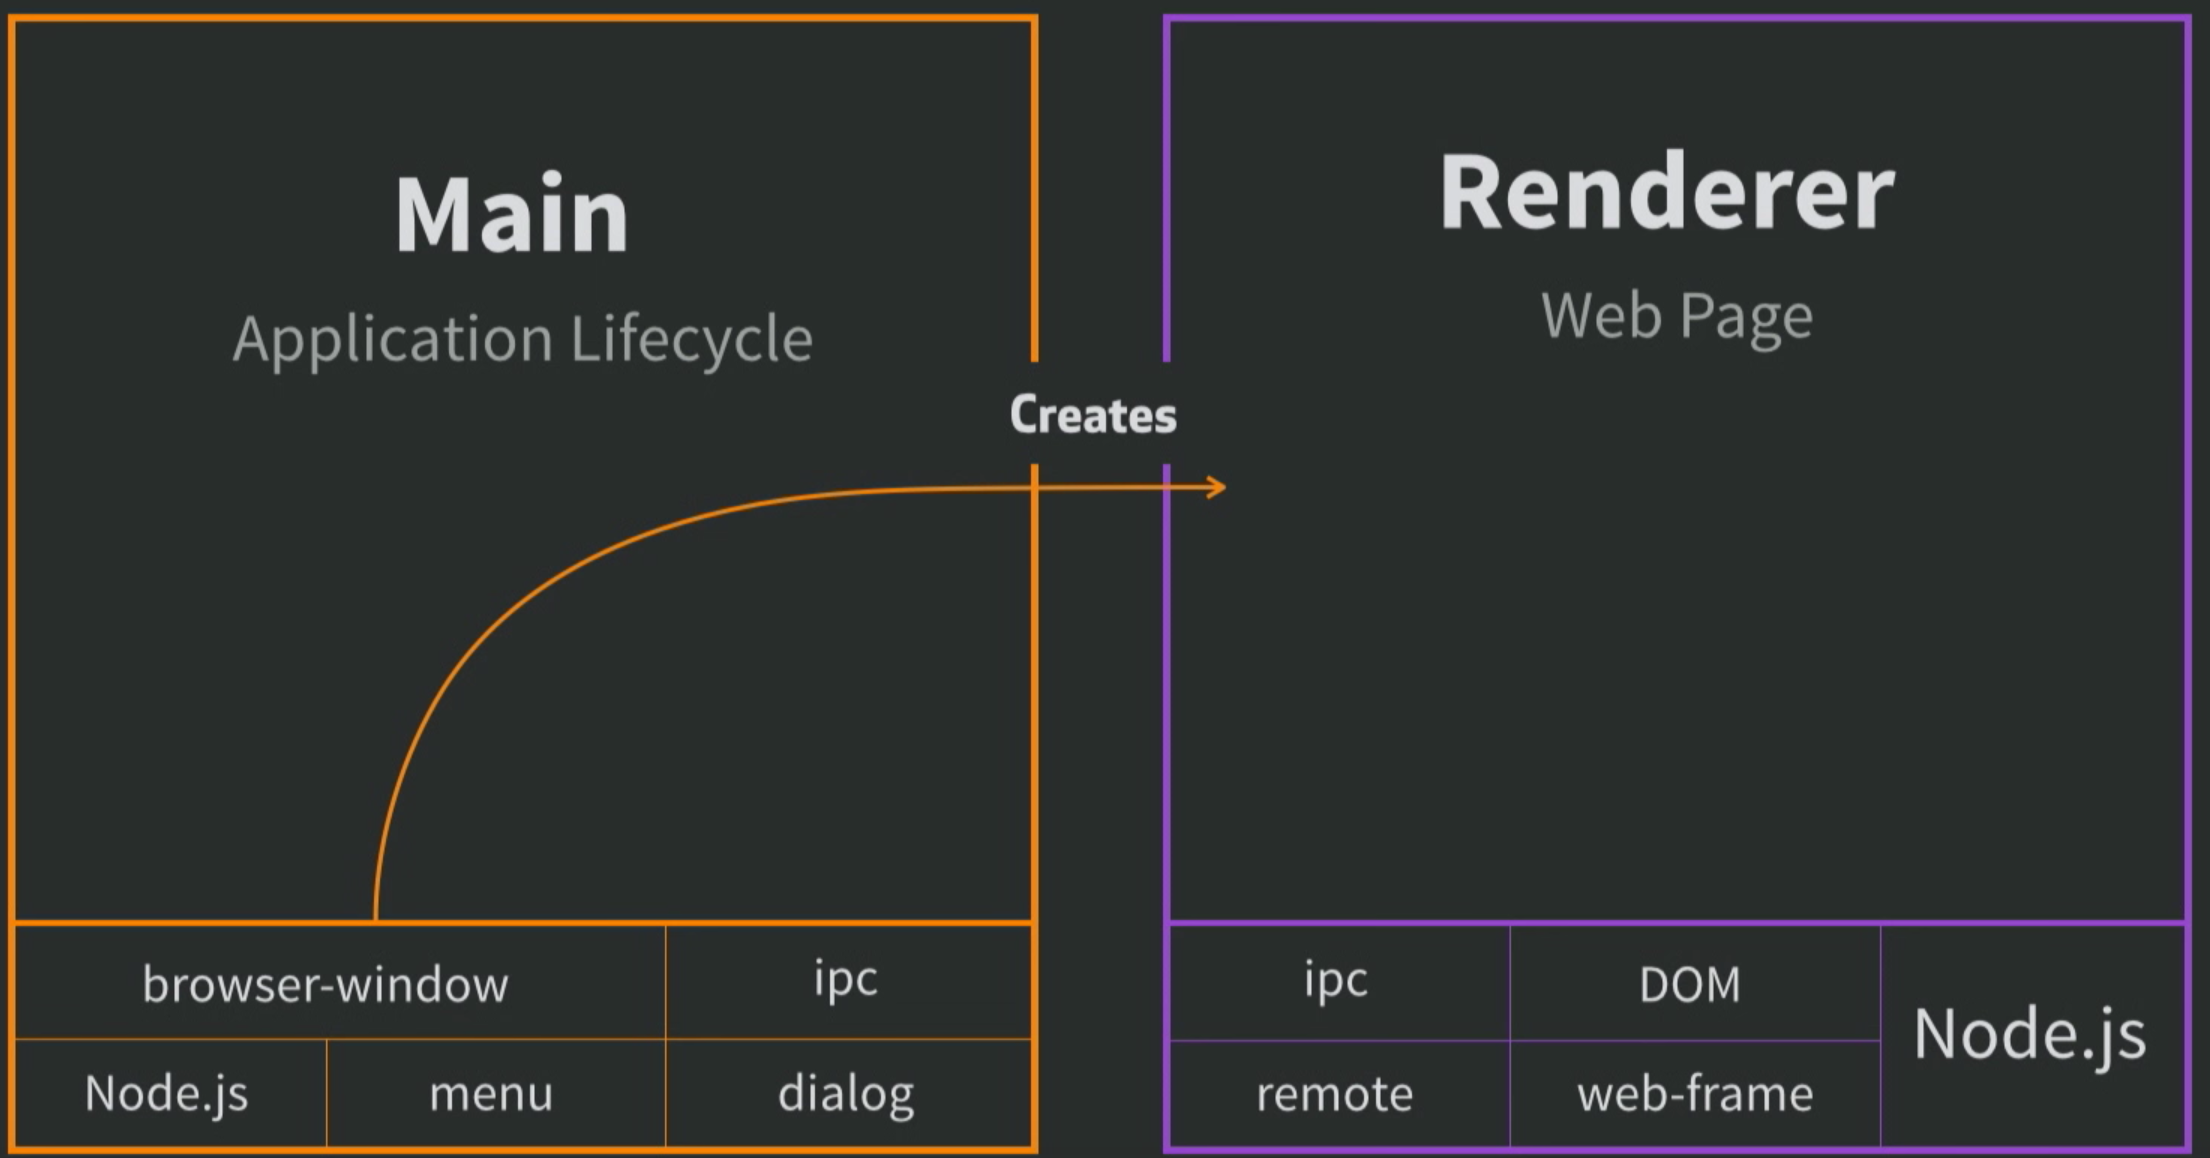 Main
Application Lifecycle
Renderer
Web Page
Creates
browser-window
ipc
Node.js
menu
dialog
ipc
DOM
Node.js
remote
web-frame